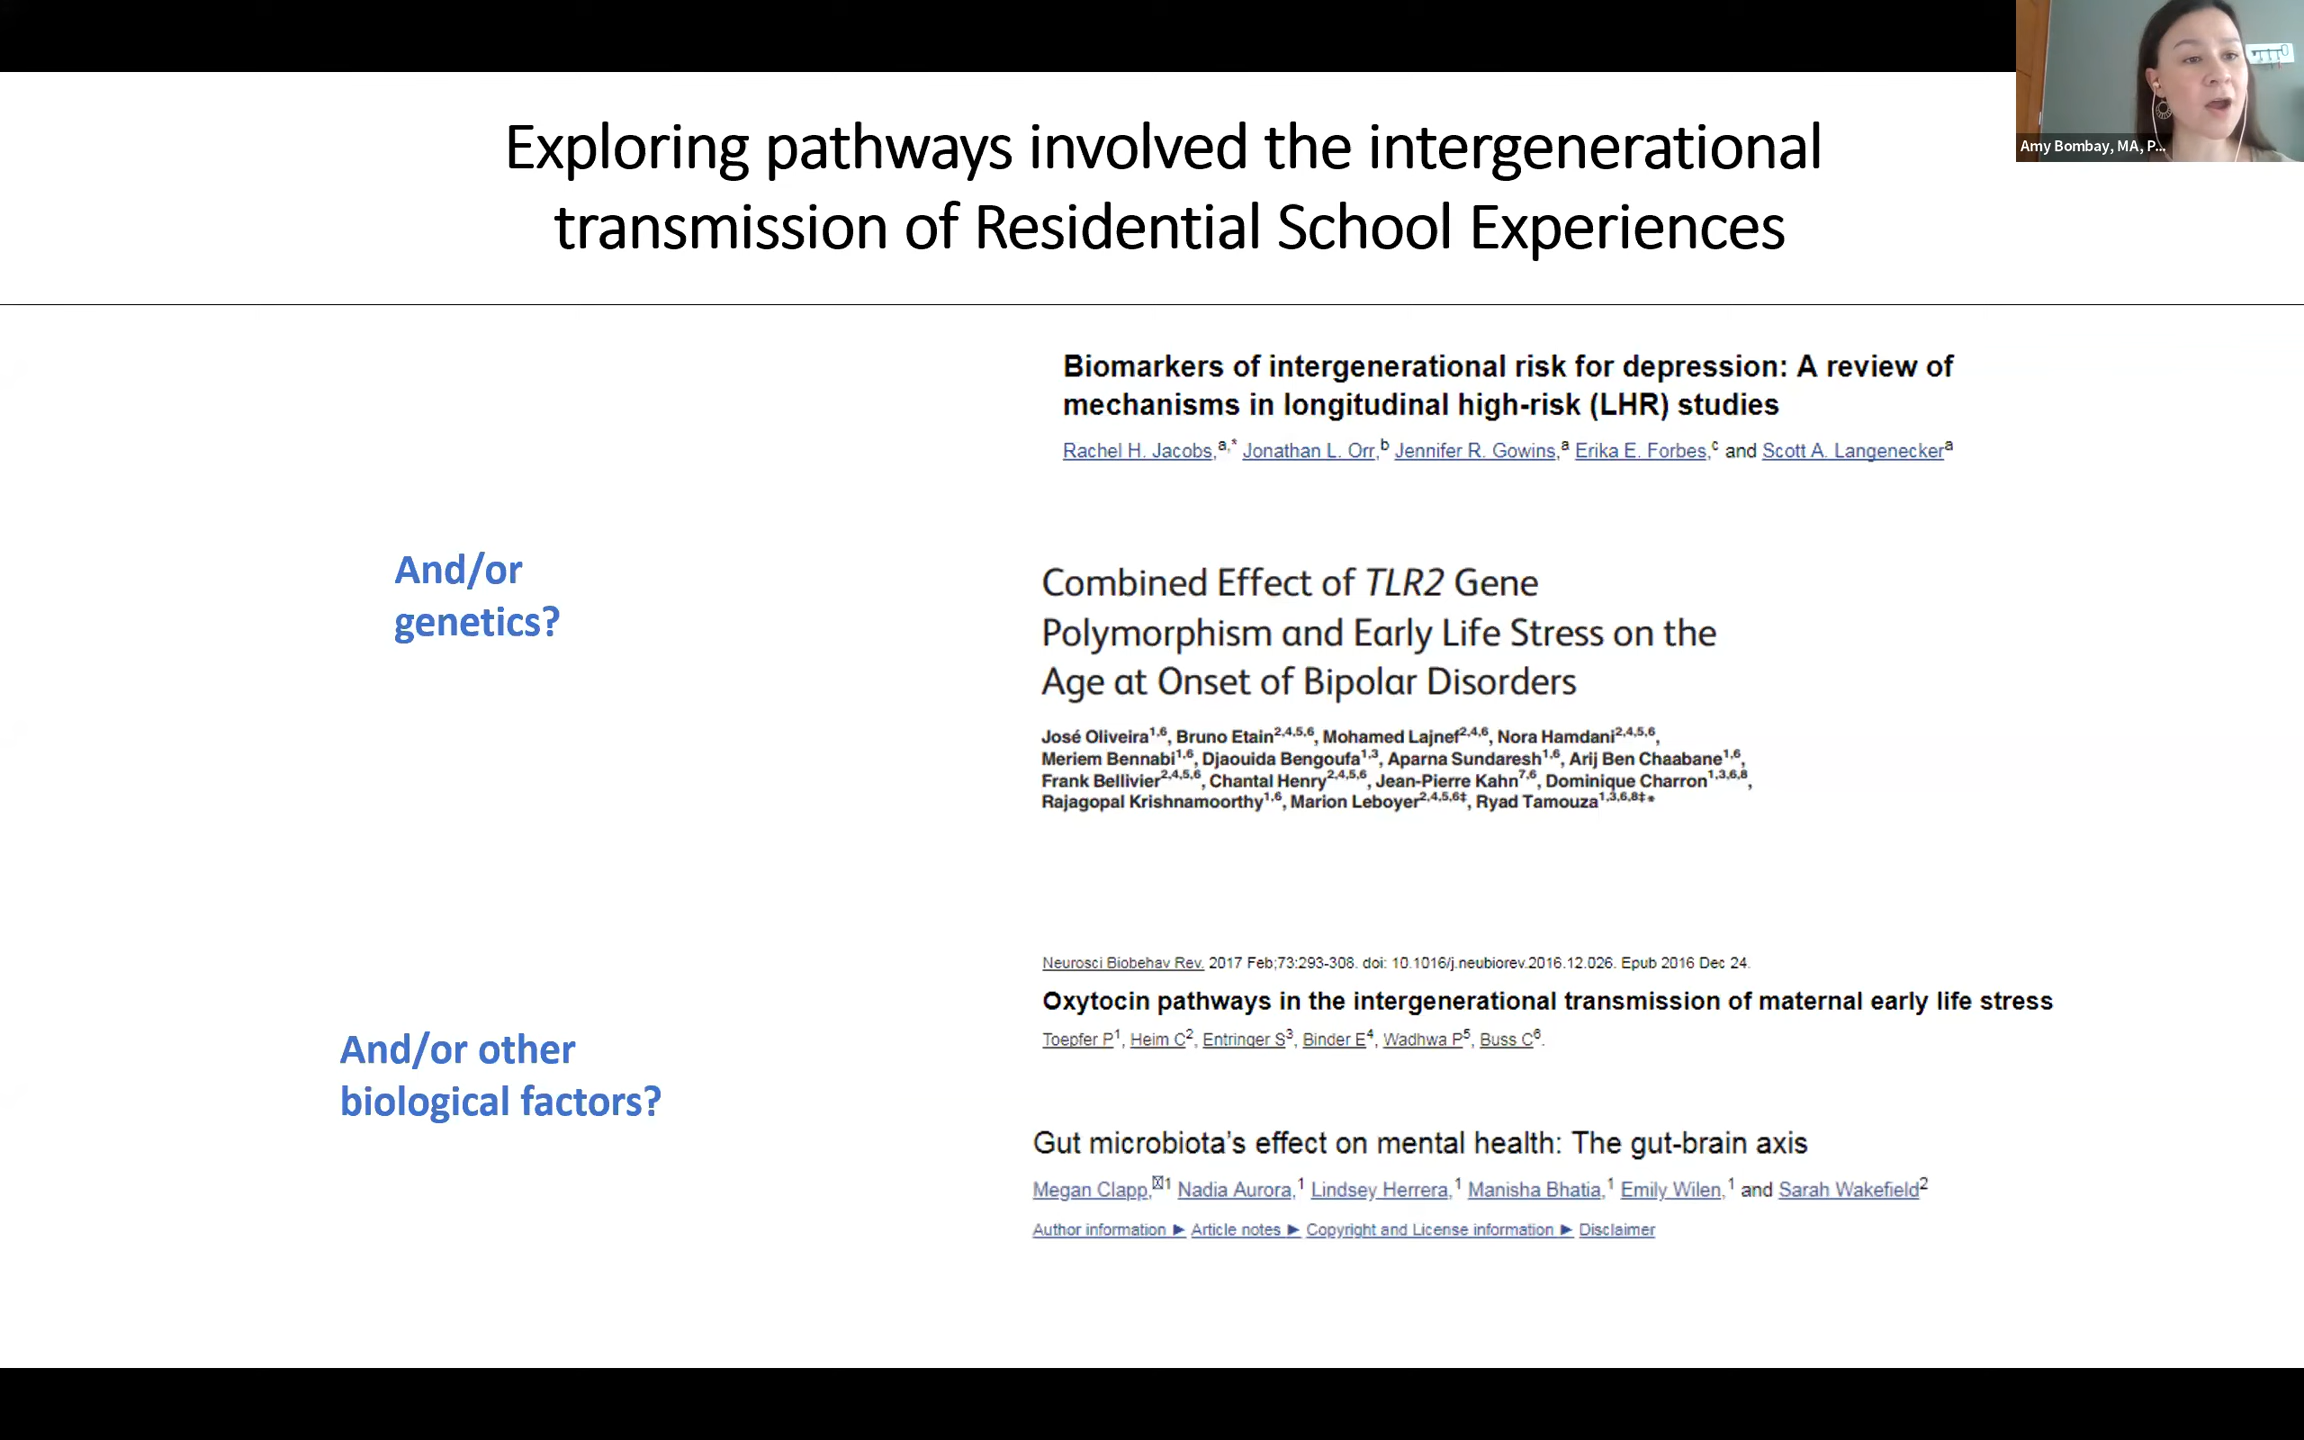 Amy Bombay, MA, P...
Exploring pathways involved the intergenerational
transmission of Residential School Experiences
Biomarkers of intergenerational risk for depression: A review of
mechanisms in longitudinal high-risk (LHR) studies
Rachel H. Jacobs,a,* Jonathan L. Orr,b Jennifer R. Gowins,a Erika E. Forbes,c and Scott A. Langeneckera
And/or
genetics?
Combined Effect of TLR2 Gene
Polymorphism and Early Life Stress on the
Age at Onset of Bipolar Disorders
José Oliveira1,6, Bruno Etain2,4,5,6, Mohamed Lajnef2,4,6, Nora Hamdani2,4,5,6,
Meriem Bennabi1,6, Djaouida Bengoufa1,3, Aparna Sundaresh1,6, Arij Ben Chaabane1,6,
Frank Bellivier2,4,5,6, Chantal Henry2,4,5,6, Jean-Pierre Kahn7,6, Dominique Charron1,3,6,8,
Rajagopal Krishnamoorthy1,6, Marion Leboyer2,4,5,6‡, Ryad Tamouza1,3,6,8‡*
Neurosci Biobehav Rev. 2017 Feb;73:293-308. doi: 10.1016/j.neubiorev.2016.12.026. Epub 2016 Dec 24.
Oxytocin pathways in the intergenerational transmission of maternal early life stress
Toepfer P1, Heim C2, Entringer S3, Binder E4, Wadhwa P5, Buss C6.
And/or other
biological factors?
Gut microbiota's effect on mental health: The gut-brain axis
Megan Clapp,1 Nadia Aurora,1 Lindsey Herrera,1 Manisha Bhatia,1 Emily Wilen,1 and Sarah Wakefield2
Author information ► Article notes ► Copyright and License information ► Disclaimer